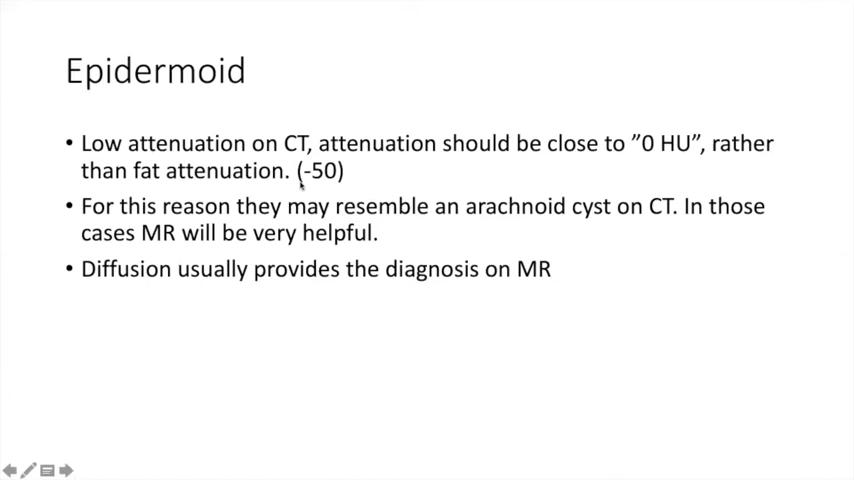 Epidermoid
• Low attenuation on CT, attenuation should be close to ”0 HU”, rather
than fat attenuation. (-50)
• For this reason they may resemble an arachnoid cyst on CT. In those
cases MR will be very helpful.
• Diffusion usually provides the diagnosis on MR